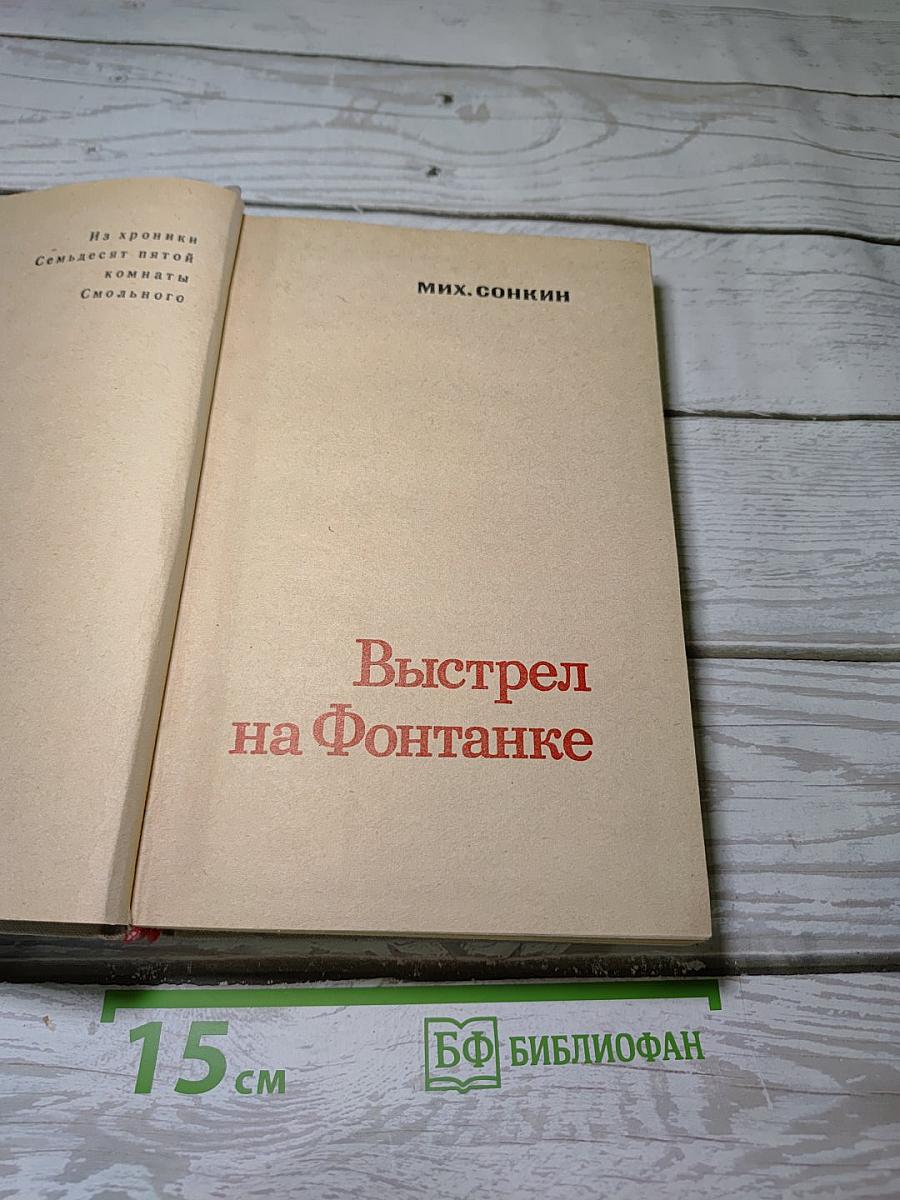 Из хроники
Семьдесят пятой
комнаты
Смольного
МИХ. СОНКИН
Выстрел
на Фонтанке
15 см
БФ БИБЛИОФАН